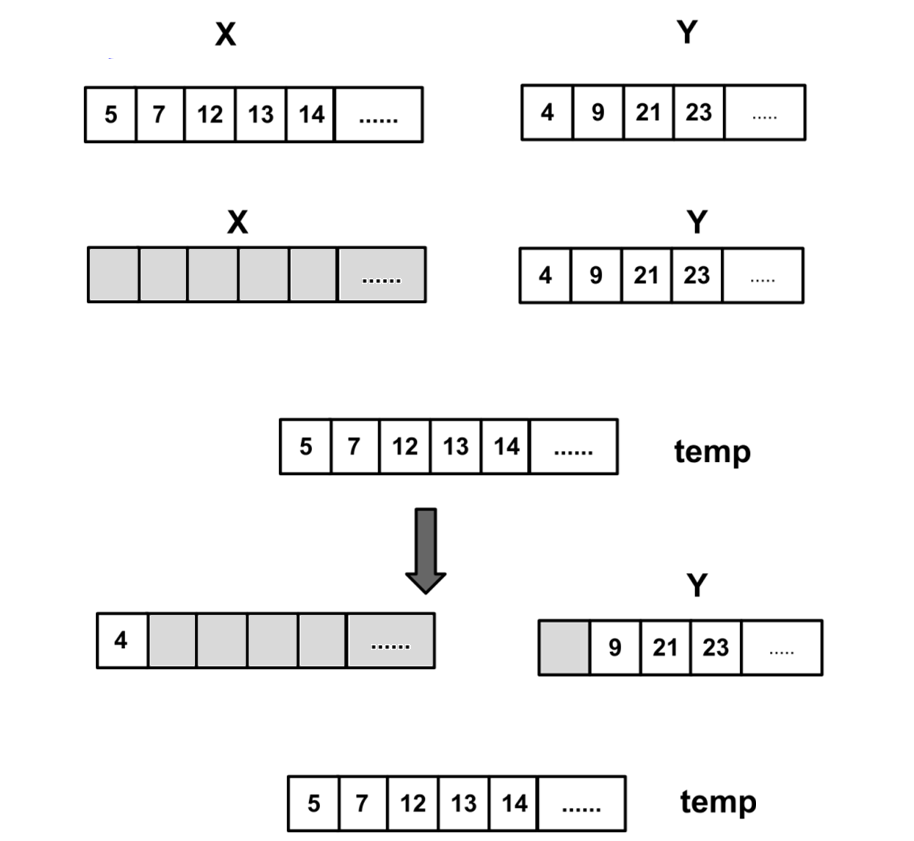 X Y
5 7 12 13 14 ......
4 9 21 23 .....
X Y
......
4 9 21 23 .....
5 7 12 13 14 ......
temp
Y
4 ......
9 21 23 .....
5 7 12 13 14 ......
temp